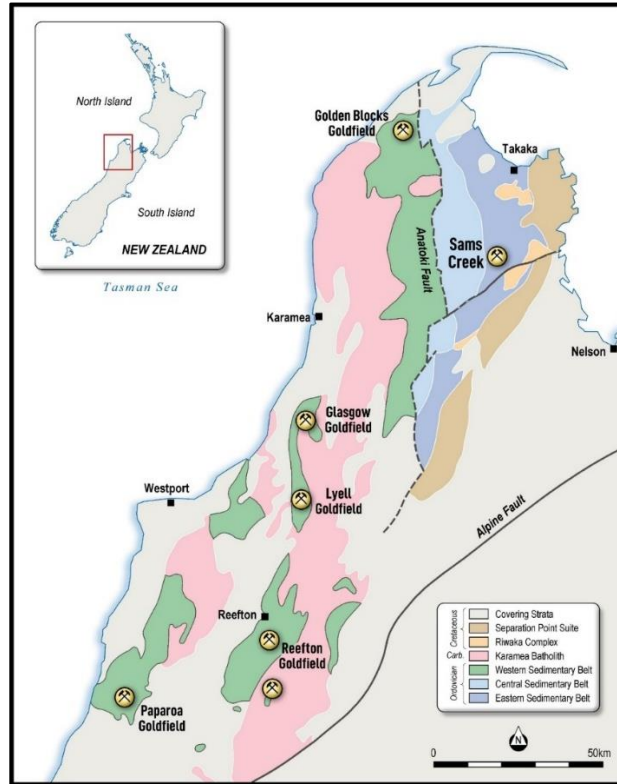 North Island
South Island
NEW ZEALAND
Tasman Sea
Golden Blocks
Goldfield
Takaka
Anatoki Fault
Sams
Creek
Karamea
Nelson
Glasgow
Goldfield
Lyell
Goldfield
Westport
Alpine Fault
Reefton
Reefton
Goldfield
Paparoa
Goldfield
Cretaceous
Carb.
Ordovician
Covering Strata
Separation Point Suite
Riwaka Complex
Karamea Batholith
Western Sedimentary Belt
Central Sedimentary Belt
Eastern Sedimentary Belt
N
0 50km